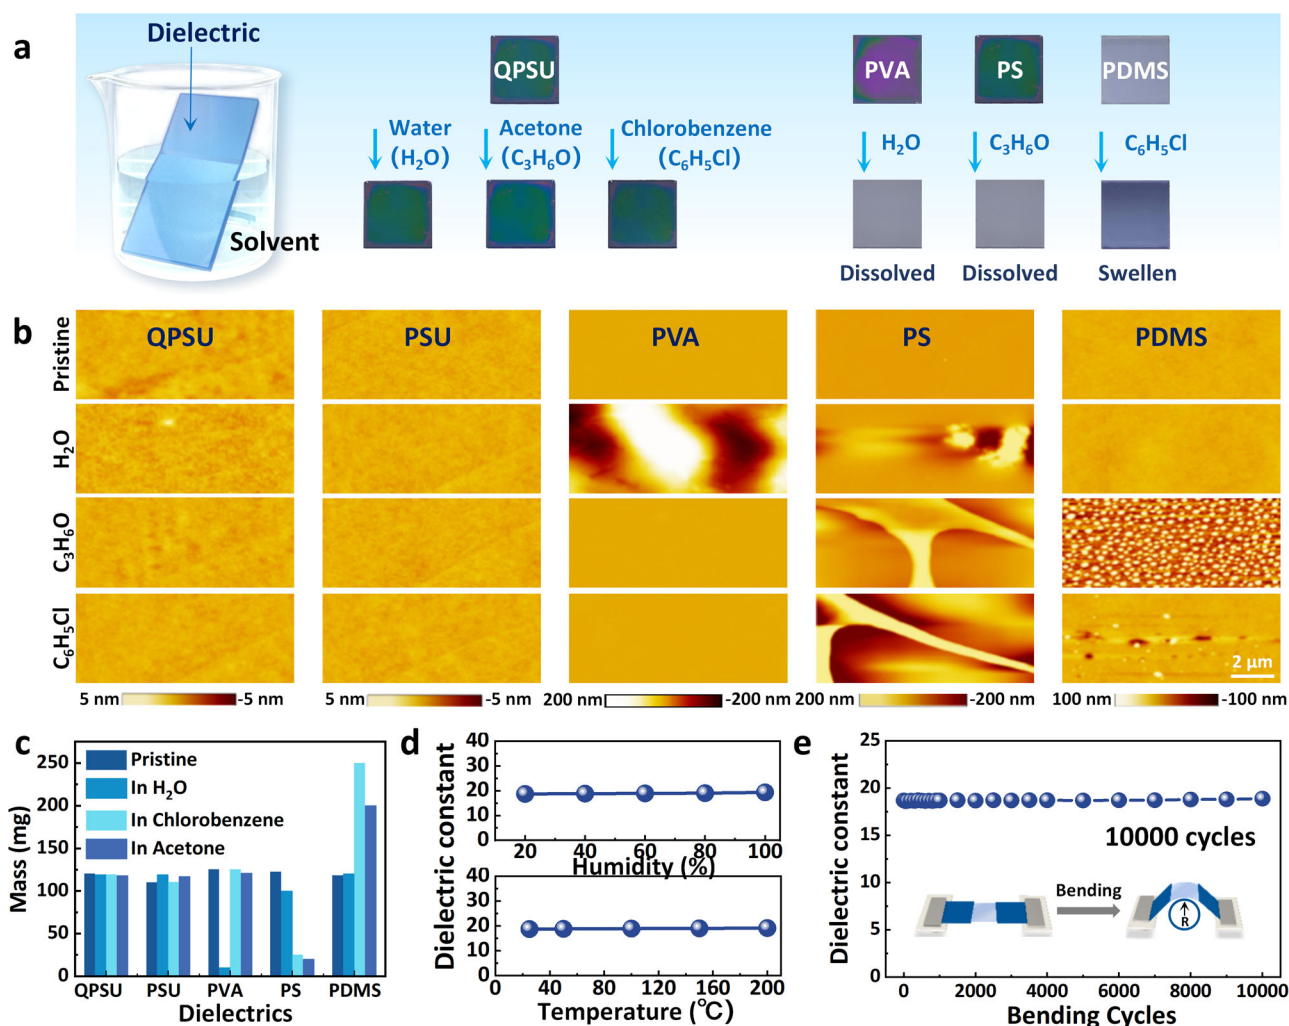 a
Dielectric
Solvent
QPSU
Water
(H₂O)
Acetone
(C₃H₆O)
Chlorobenzene
(C₆H₅Cl)
PVA
PS
PDMS
H₂O
C₃H₆O
C₆H₅Cl
Dissolved
Dissolved
Swellen
b
QPSU
PSU
PVA
PS
PDMS
Pristine
H₂O
C₃H₆O
C₆H₅Cl
2 μm
5 nm -5 nm
5 nm -5 nm
200 nm -200 nm
200 nm -200 nm
100 nm -100 nm
c
Mass (mg)
250
200
150
100
50
0
Pristine
In H₂O
In Chlorobenzene
In Acetone
QPSU PSU PVA PS PDMS
Dielectrics
d
Dielectric constant
40
30
20
10
0
20 40 60 80 100
Humidity (%)
40
30
20
10
0
0 40 80 120 160 200
Temperature (℃)
e
Dielectric constant
25
20
15
10
5
0
10000 cycles
Bending
R
0 2000 4000 6000 8000 10000
Bending Cycles